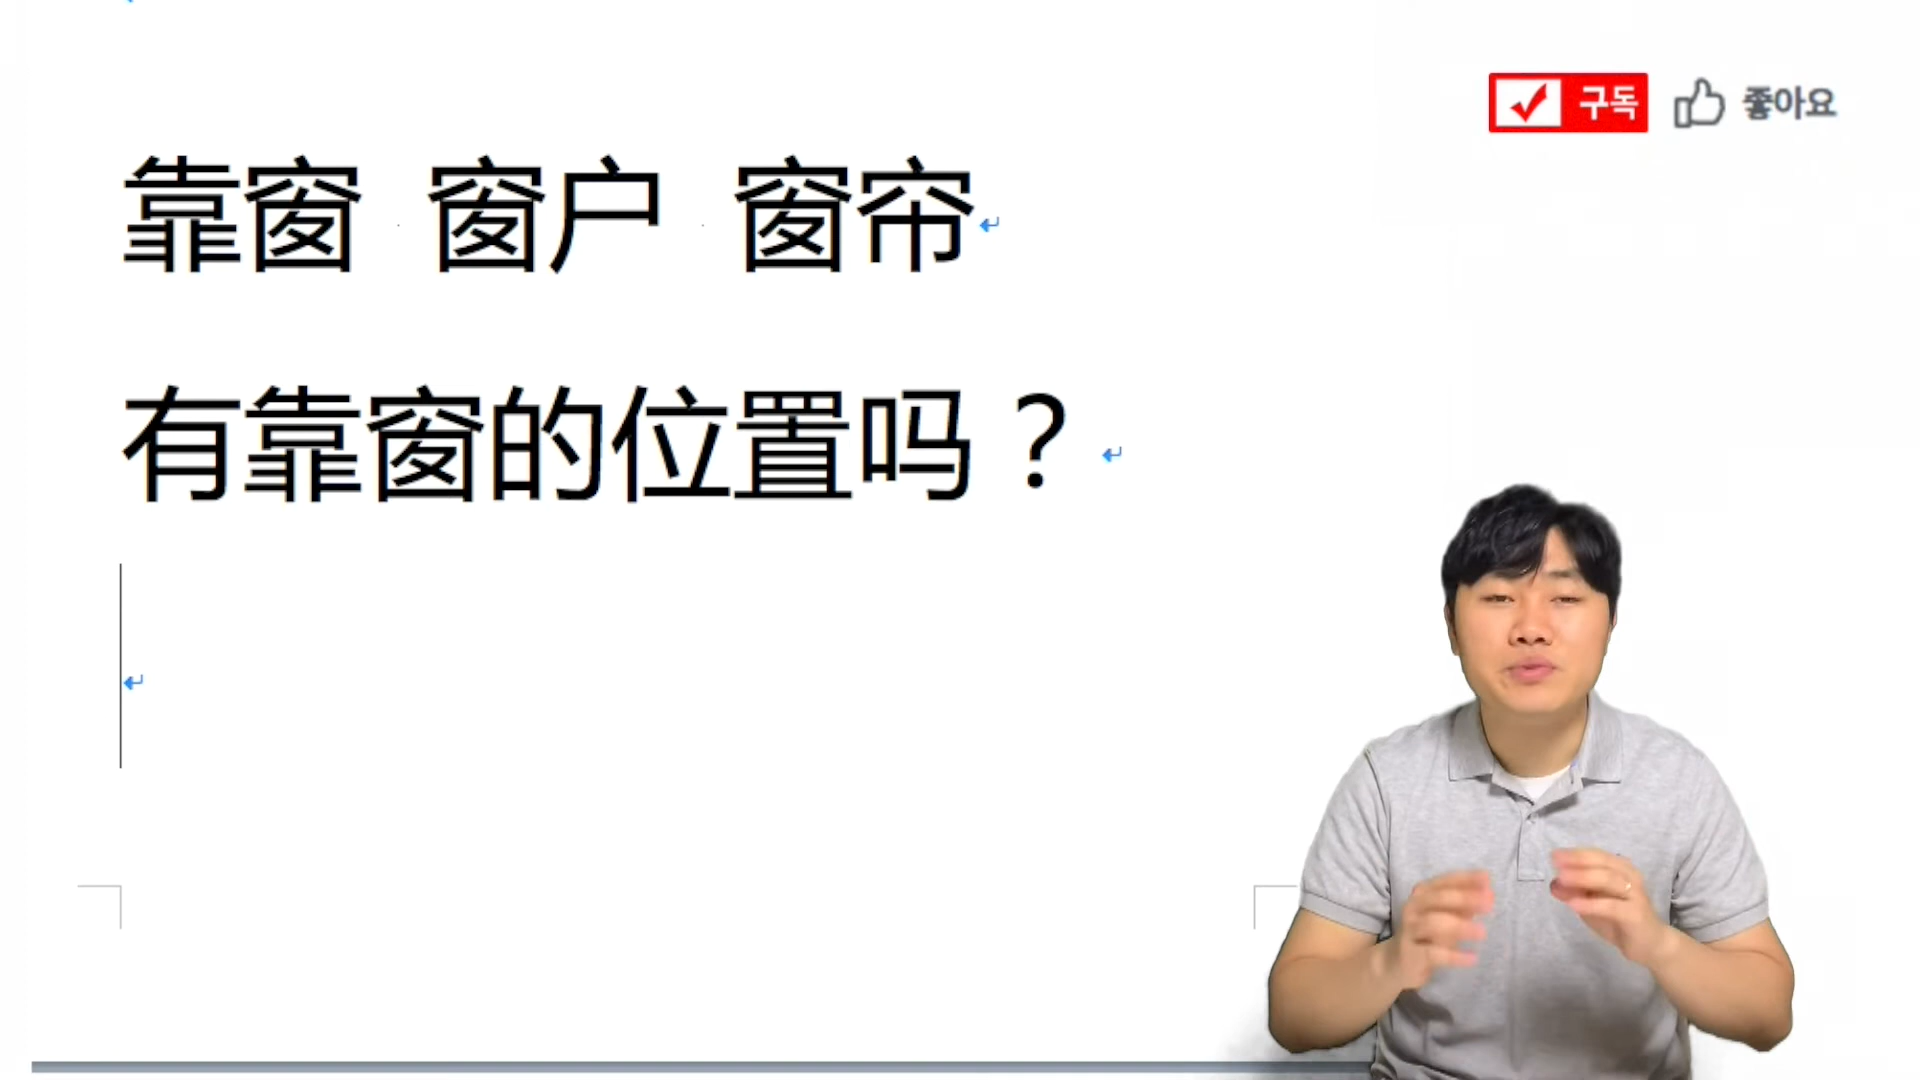 구독 좋아요
靠窗 窗户 窗帘
有靠窗的位置吗？